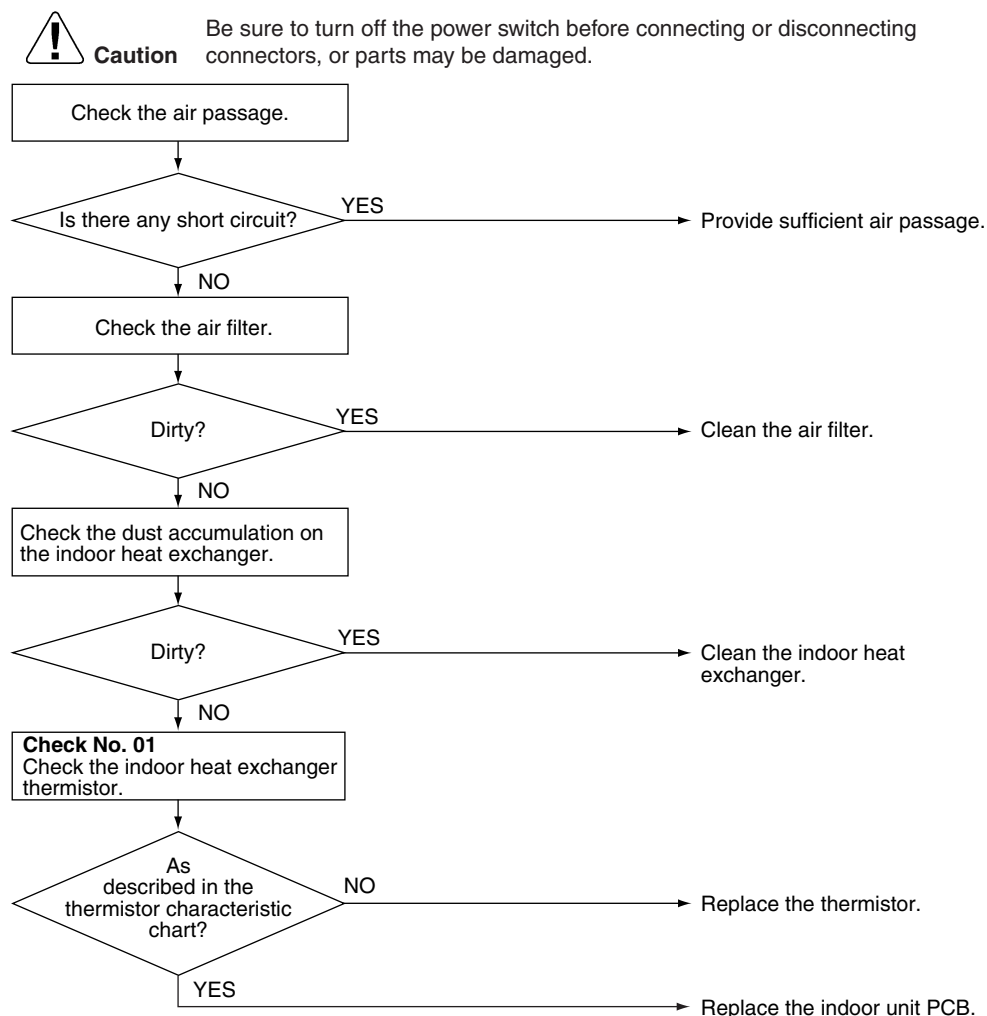 Be sure to turn off the power switch before connecting or disconnecting
Caution connectors, or parts may be damaged.
Check the air passage.
Is there any short circuit?
YES
Provide sufficient air passage.
NO
Check the air filter.
Dirty?
YES
Clean the air filter.
NO
Check the dust accumulation on
the indoor heat exchanger.
Dirty?
YES
Clean the indoor heat
exchanger.
NO
Check No. 01
Check the indoor heat exchanger
thermistor.
As
described in the
thermistor characteristic
chart?
NO
Replace the thermistor.
YES
Replace the indoor unit PCB.